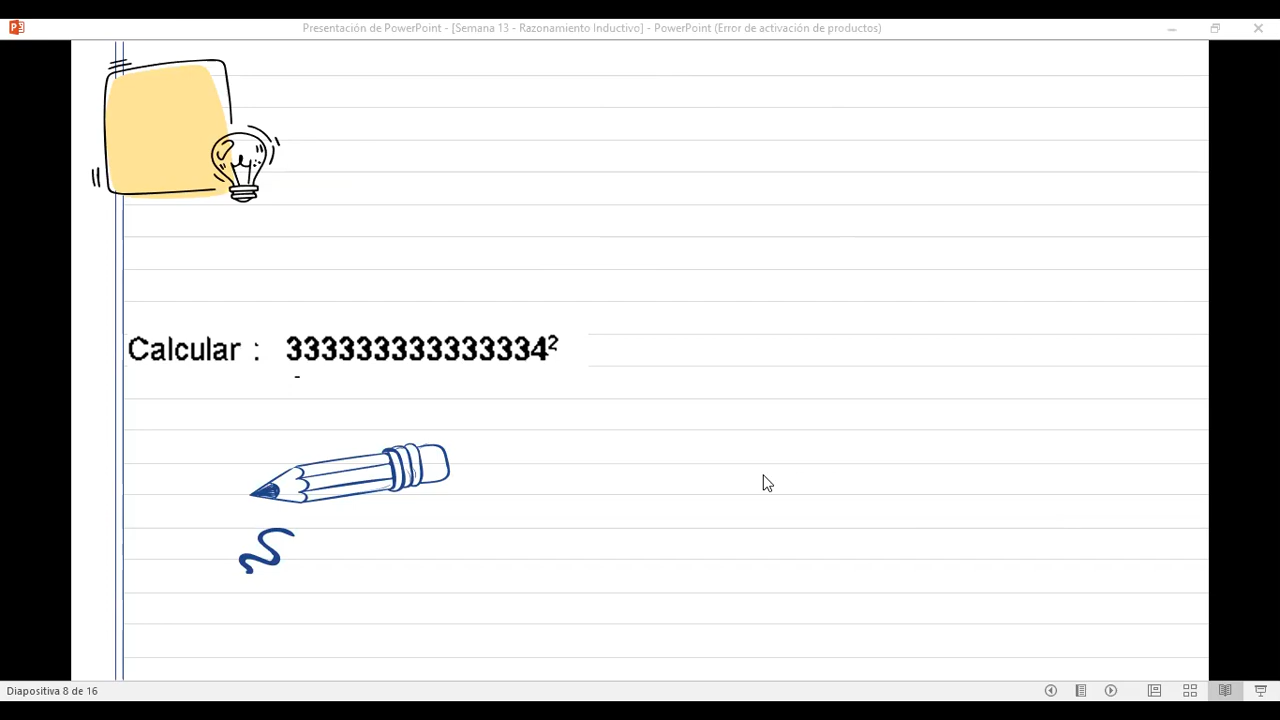 Presentación de PowerPoint - [Semana 13 - Razonamiento Inductivo] - PowerPoint (Error de activación de productos)
Calcular : 333333333333334²
Diapositiva 8 de 16